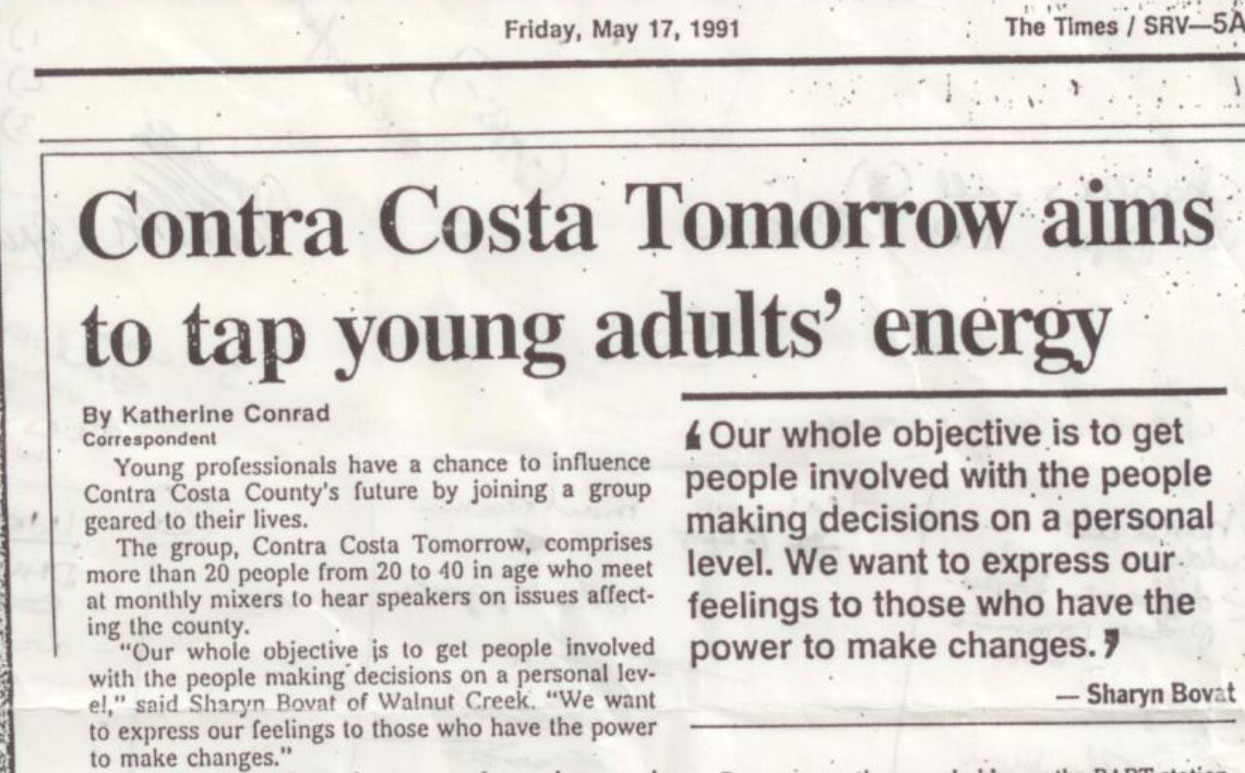 Friday, May 17, 1991
The Times / SRV—5A
Contra Costa Tomorrow aims
to tap young adults' energy
By Katherine Conrad
Correspondent
Young professionals have a chance to influence
Contra Costa County's future by joining a group
geared to their lives.
The group, Contra Costa Tomorrow, comprises
more than 20 people from 20 to 40 in age who meet
at monthly mixers to hear speakers on issues affect-
ing the county.
"Our whole objective is to get people involved
with the people making decisions on a personal lev-
el," said Sharyn Bovat of Walnut Creek. "We want
to express our feelings to those who have the power
to make changes."
‘Our whole objective is to get
people involved with the people
making decisions on a personal
level. We want to express our
feelings to those who have the
power to make changes.’
— Sharyn Bovat